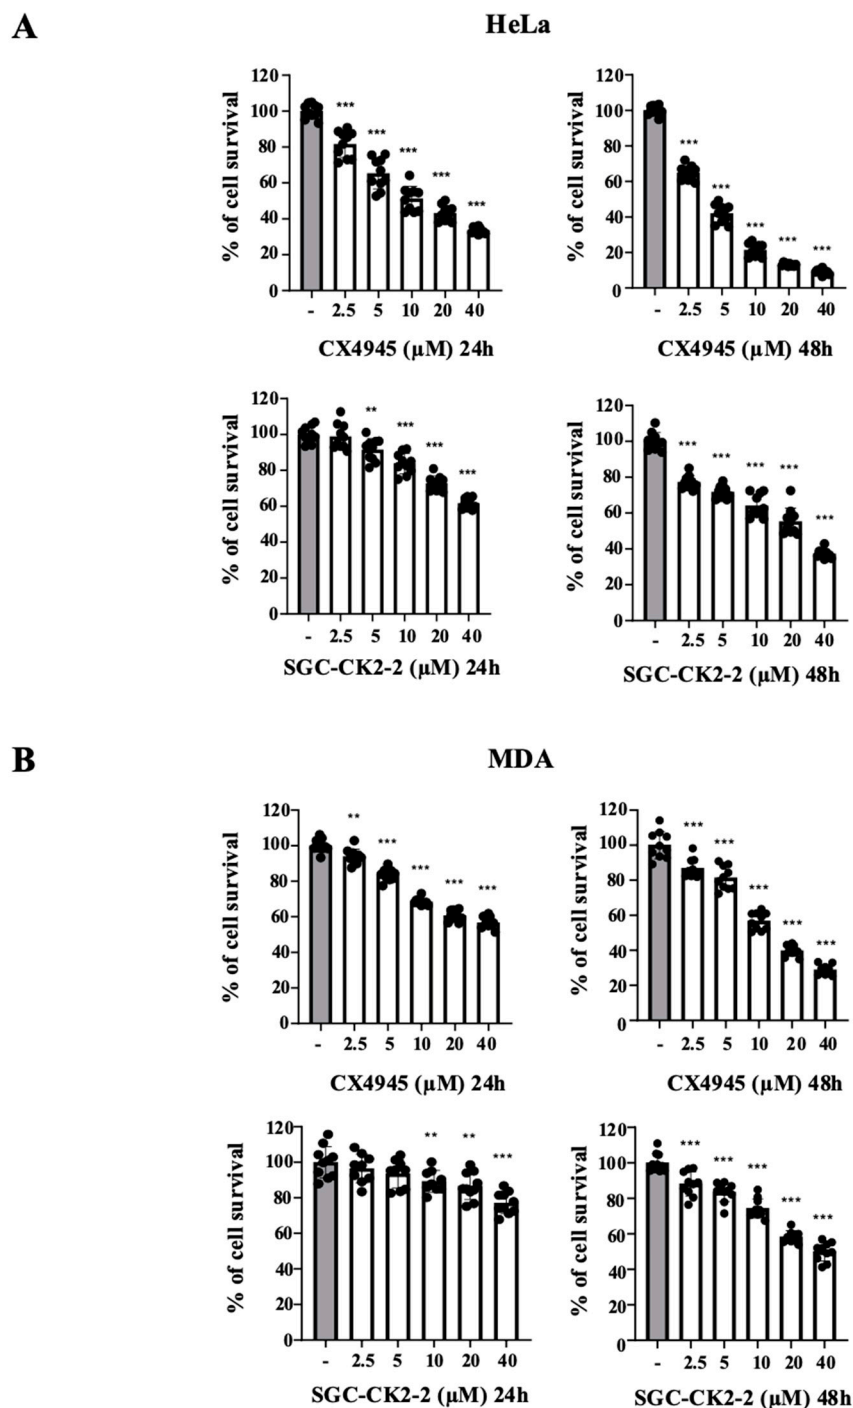 A
HeLa
% of cell survival
120
100
80
60
40
20
0
*** *** *** *** ***
- 2.5 5 10 20 40
CX4945 (μM) 24h
% of cell survival
120
100
80
60
40
20
0
*** *** *** *** ***
- 2.5 5 10 20 40
CX4945 (μM) 48h
% of cell survival
120
100
80
60
40
20
0
** *** *** ***
- 2.5 5 10 20 40
SGC-CK2-2 (μM) 24h
% of cell survival
120
100
80
60
40
20
0
*** *** *** *** ***
- 2.5 5 10 20 40
SGC-CK2-2 (μM) 48h
B
MDA
% of cell survival
120
100
80
60
40
20
0
** *** *** *** ***
- 2.5 5 10 20 40
CX4945 (μM) 24h
% of cell survival
120
100
80
60
40
20
0
*** *** *** *** ***
- 2.5 5 10 20 40
CX4945 (μM) 48h
% of cell survival
120
100
80
60
40
20
0
** ** ***
- 2.5 5 10 20 40
SGC-CK2-2 (μM) 24h
% of cell survival
120
100
80
60
40
20
0
*** *** *** *** ***
- 2.5 5 10 20 40
SGC-CK2-2 (μM) 48h